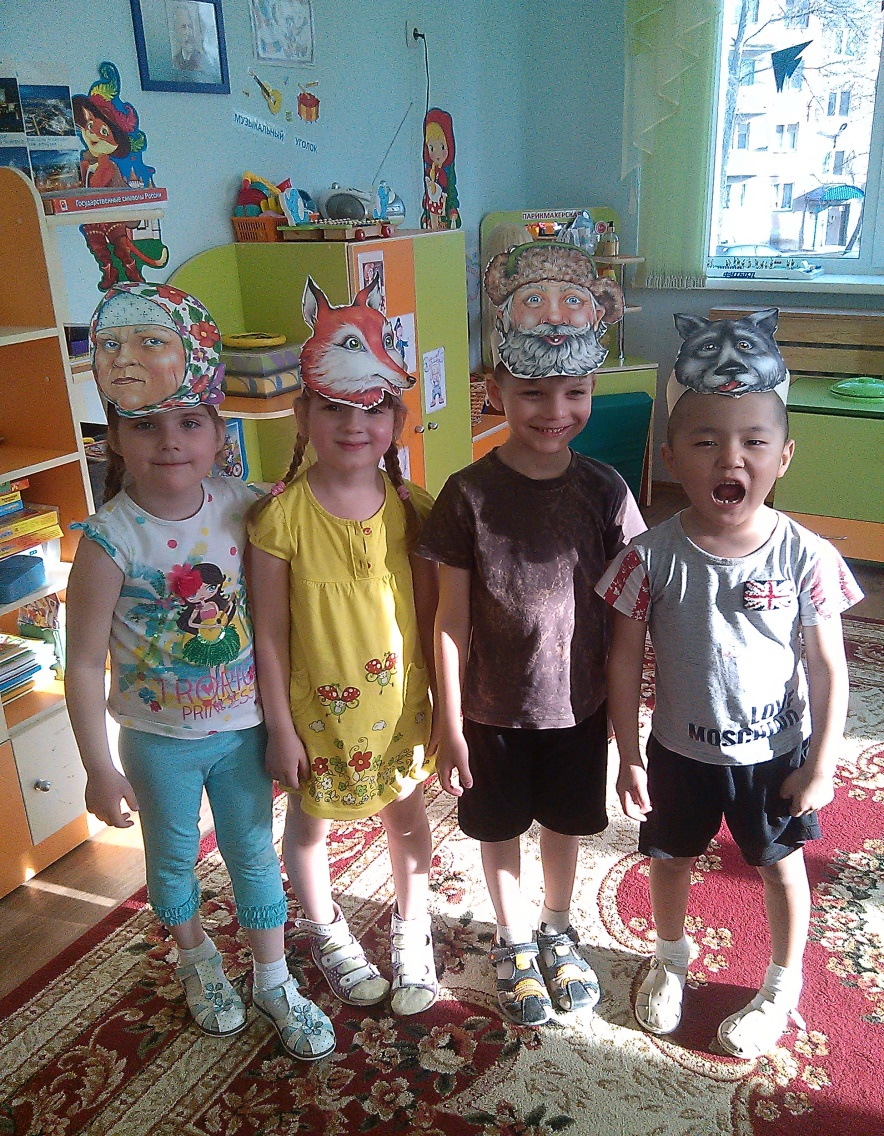 МУЗЫКАЛЬНЫЙ УГОЛОК
Государственные символы России
ПАРИКМАХЕРСКАЯ
PRINCESS
LOVE
MOSCHINO